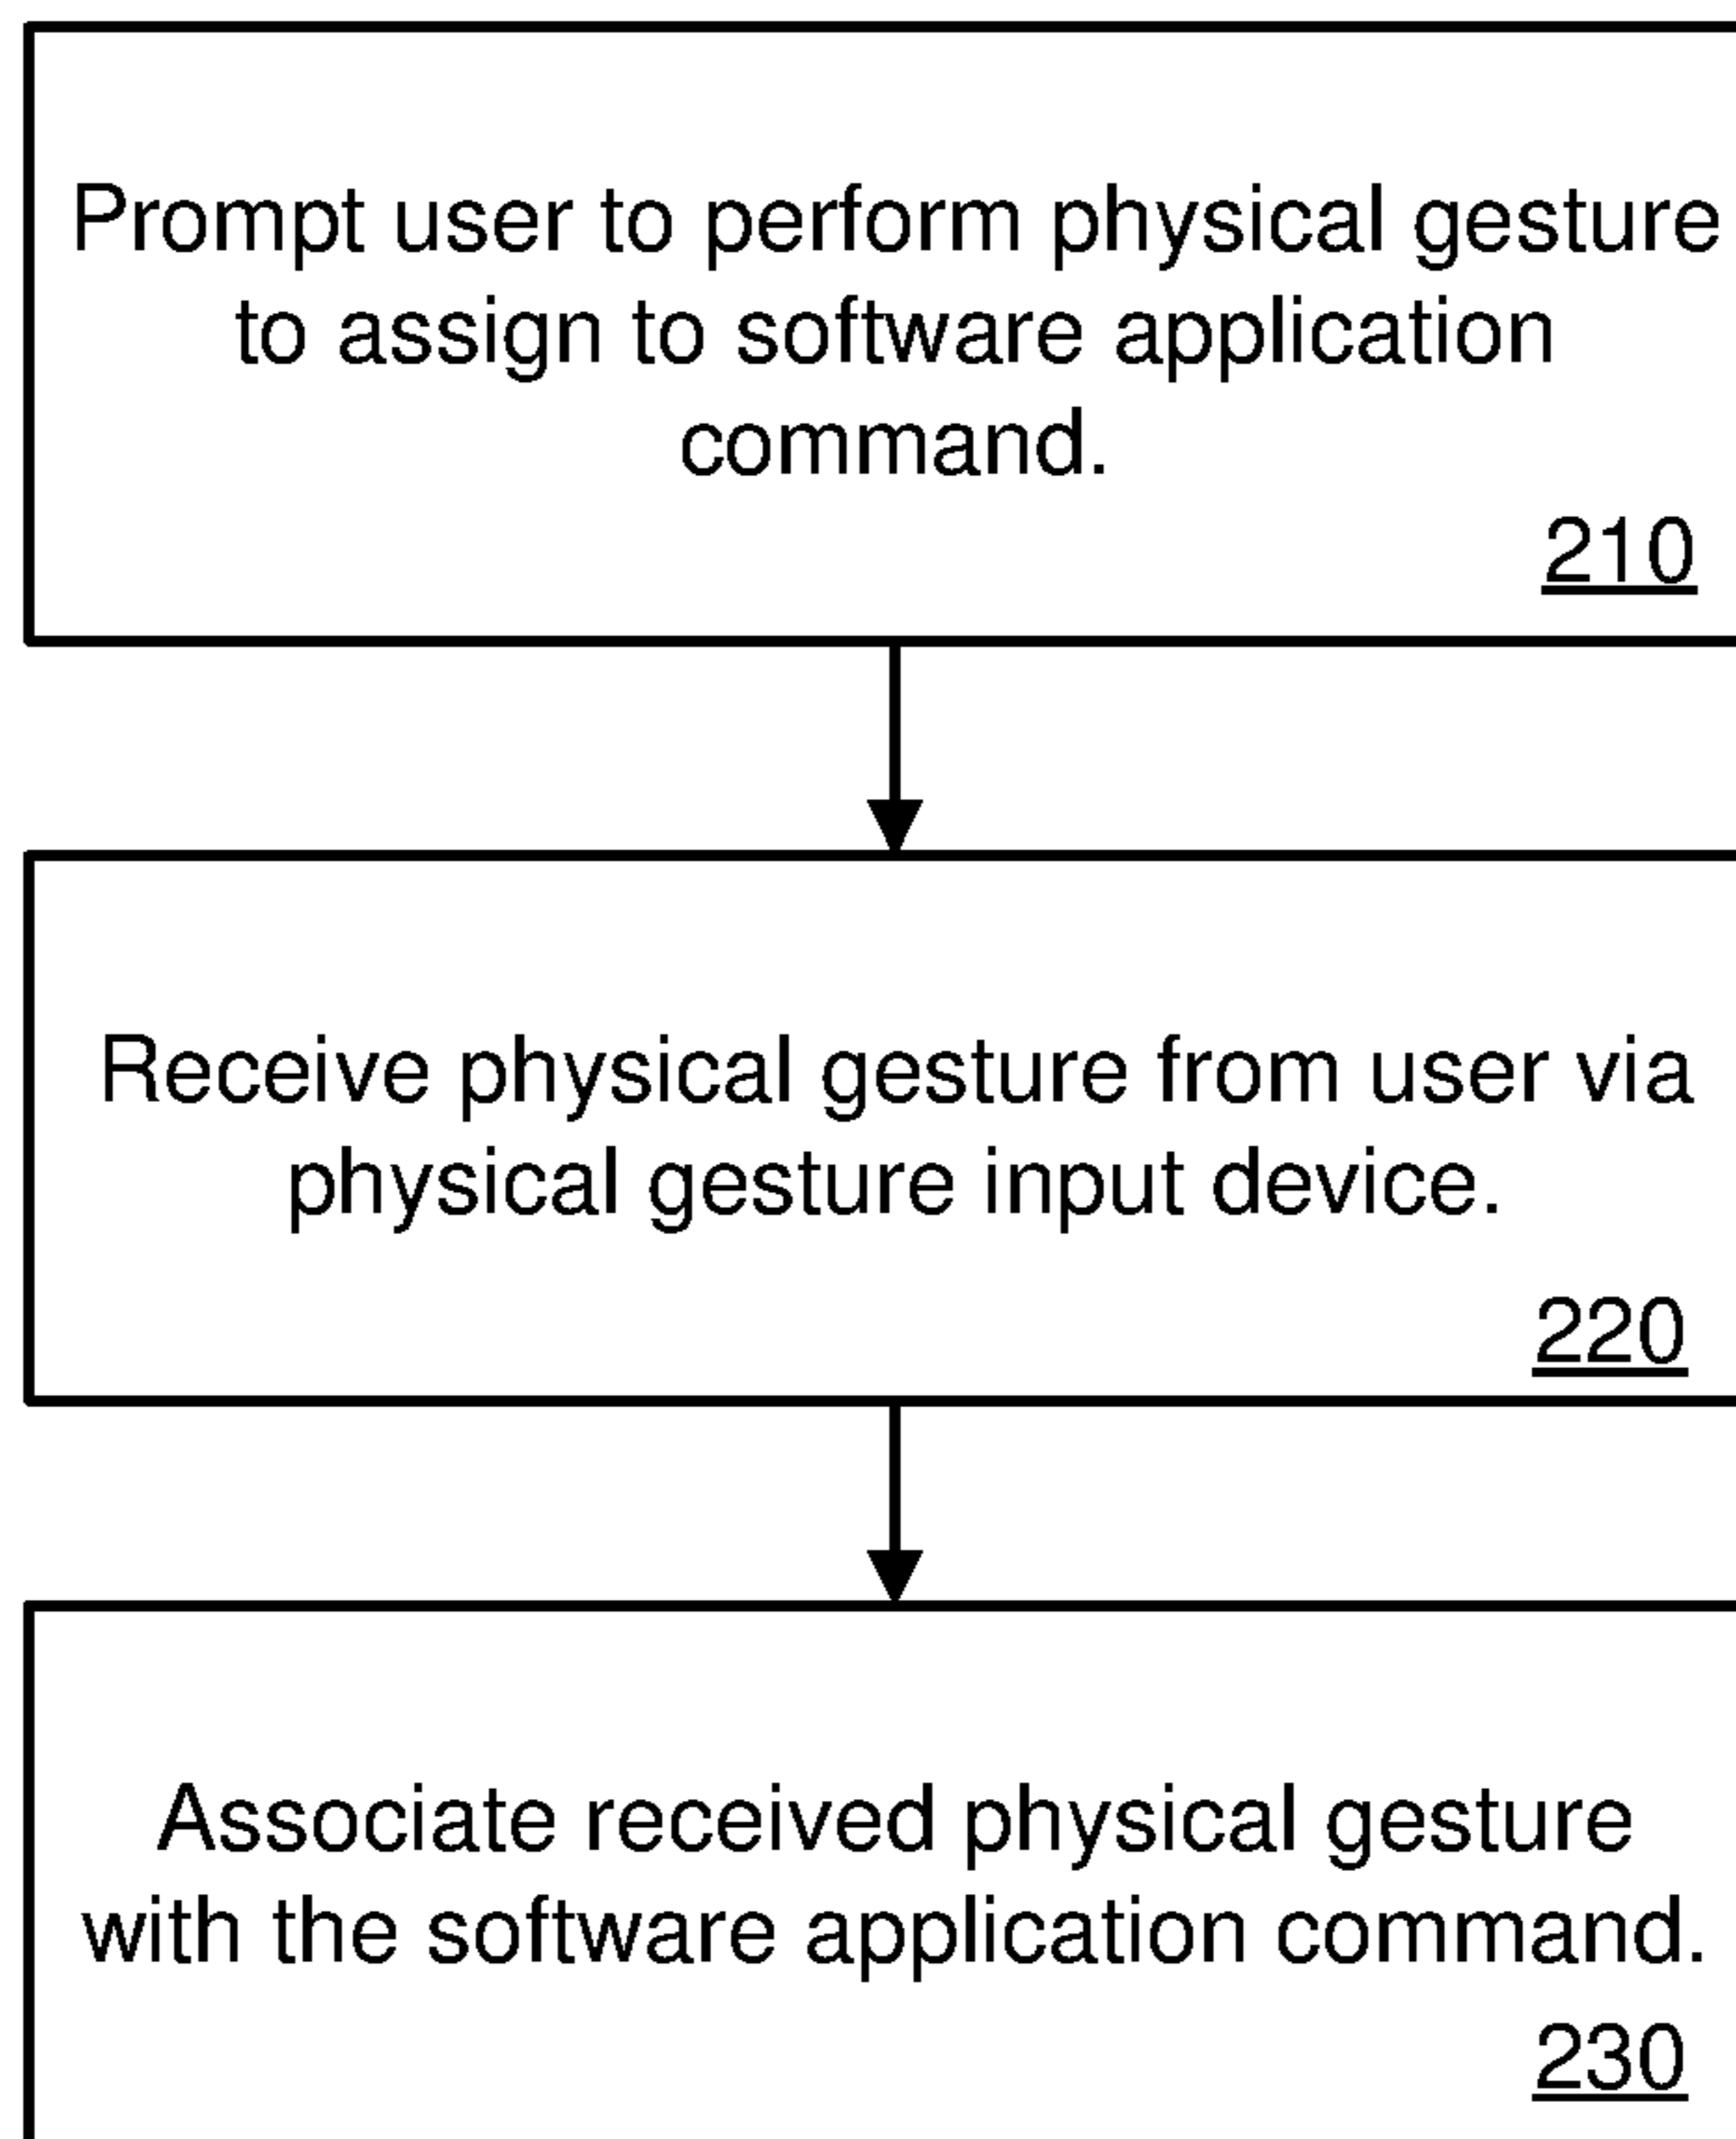 Prompt user to perform physical gesture
to assign to software application
command.
210
Receive physical gesture from user via
physical gesture input device.
220
Associate received physical gesture
with the software application command.
230